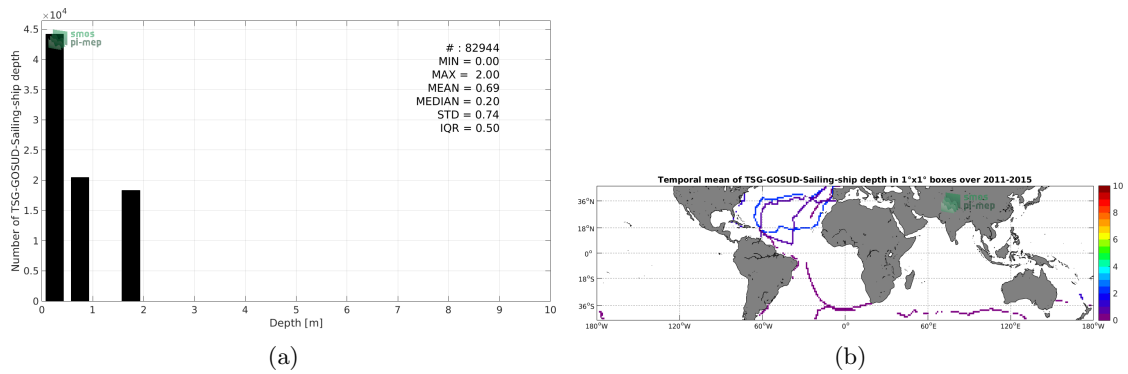 ×10⁴
4.5
4
3.5
3
2.5
2
1.5
1
0.5
0
Number of TSG-GOSUD-Sailing-ship depth
smos
pi-mep
# : 82944
MIN = 0.00
MAX = 2.00
MEAN = 0.69
MEDIAN = 0.20
STD = 0.74
IQR = 0.50
0 1 2 3 4 5 6 7 8 9 10
Depth [m]
(a)
Temporal mean of TSG-GOSUD-Sailing-ship depth in 1°x1° boxes over 2011-2015
smos
pi-mep
36°N
18°N
0°
18°S
36°S
180°W 120°W 60°W 0° 60°E 120°E 180°W
10
8
6
4
2
0
(b)